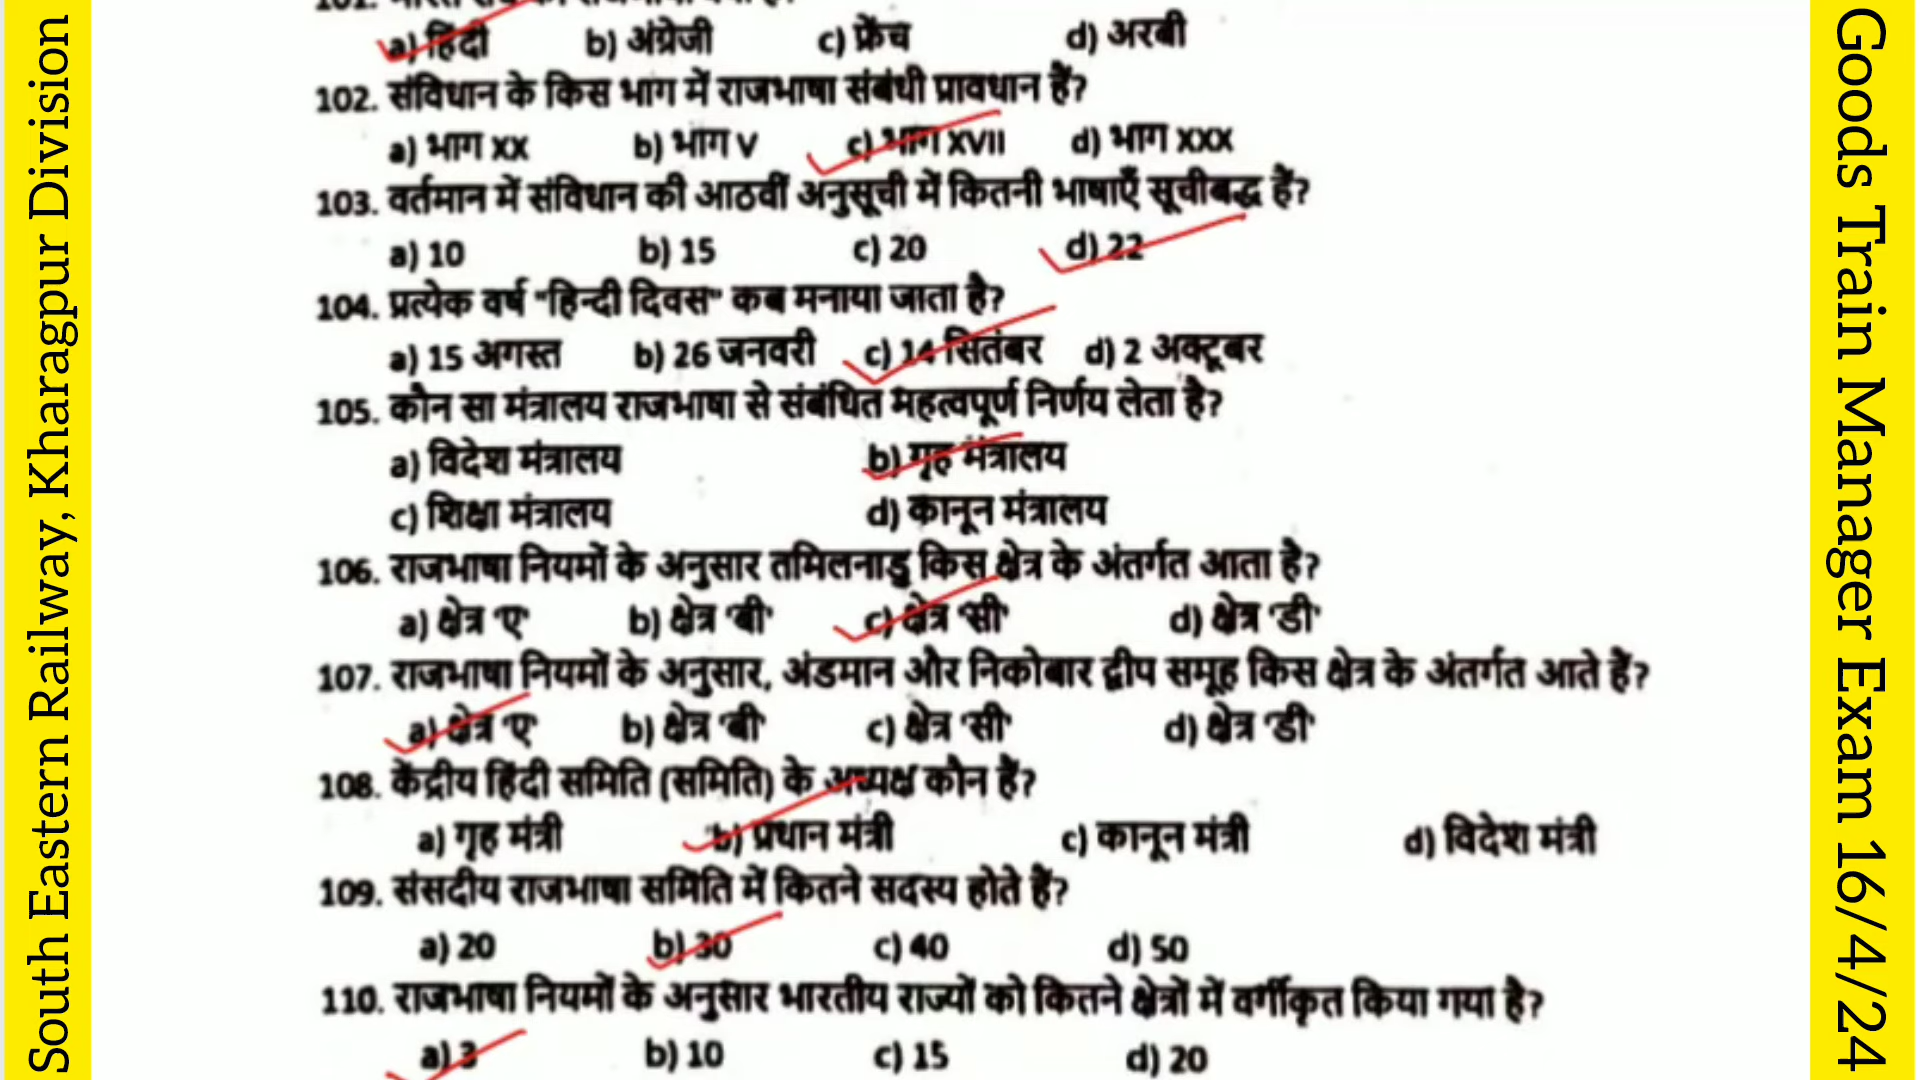 South Eastern Railway, Kharagpur Division
a) हिंदी b) अंग्रेजी c) फ्रेंच d) अरबी
102. संविधान के किस भाग में राजभाषा संबंधी प्रावधान हैं?
a) भाग XX b) भाग V c) भाग XVII d) भाग XXX
103. वर्तमान में संविधान की आठवीं अनुसूची में कितनी भाषाएँ सूचीबद्ध हैं?
a) 10 b) 15 c) 20 d) 22
104. प्रत्येक वर्ष "हिन्दी दिवस" कब मनाया जाता है?
a) 15 अगस्त b) 26 जनवरी c) 14 सितंबर d) 2 अक्टूबर
105. कौन सा मंत्रालय राजभाषा से संबंधित महत्वपूर्ण निर्णय लेता है?
a) विदेश मंत्रालय b) गृह मंत्रालय
c) शिक्षा मंत्रालय d) कानून मंत्रालय
106. राजभाषा नियमों के अनुसार तमिलनाडु किस क्षेत्र के अंतर्गत आता है?
a) क्षेत्र 'ए' b) क्षेत्र 'बी' c) क्षेत्र 'सी' d) क्षेत्र 'डी'
107. राजभाषा नियमों के अनुसार, अंडमान और निकोबार द्वीप समूह किस क्षेत्र के अंतर्गत आते हैं?
a) क्षेत्र 'ए' b) क्षेत्र 'बी' c) क्षेत्र 'सी' d) क्षेत्र 'डी'
108. केंद्रीय हिंदी समिति (समिति) के अध्यक्ष कौन हैं?
a) गृह मंत्री b) प्रधान मंत्री c) कानून मंत्री d) विदेश मंत्री
109. संसदीय राजभाषा समिति में कितने सदस्य होते हैं?
a) 20 b) 30 c) 40 d) 50
110. राजभाषा नियमों के अनुसार भारतीय राज्यों को कितने क्षेत्रों में वर्गीकृत किया गया है?
a) 3 b) 10 c) 15 d) 20
Goods Train Manager Exam 16/4/24